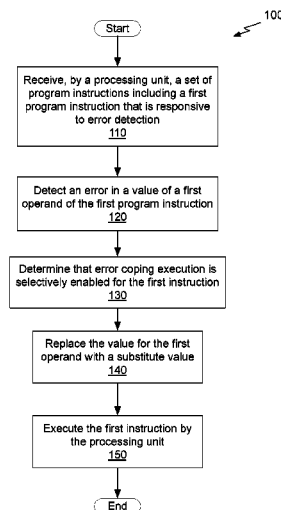 100
Start
Receive, by a processing unit, a set of
program instructions including a first
program instruction that is responsive
to error detection
110
Detect an error in a value of a first
operand of the first program instruction
120
Determine that error coping execution is
selectively enabled for the first instruction
130
Replace the value for the first
operand with a substitute value
140
Execute the first instruction by
the processing unit
150
End